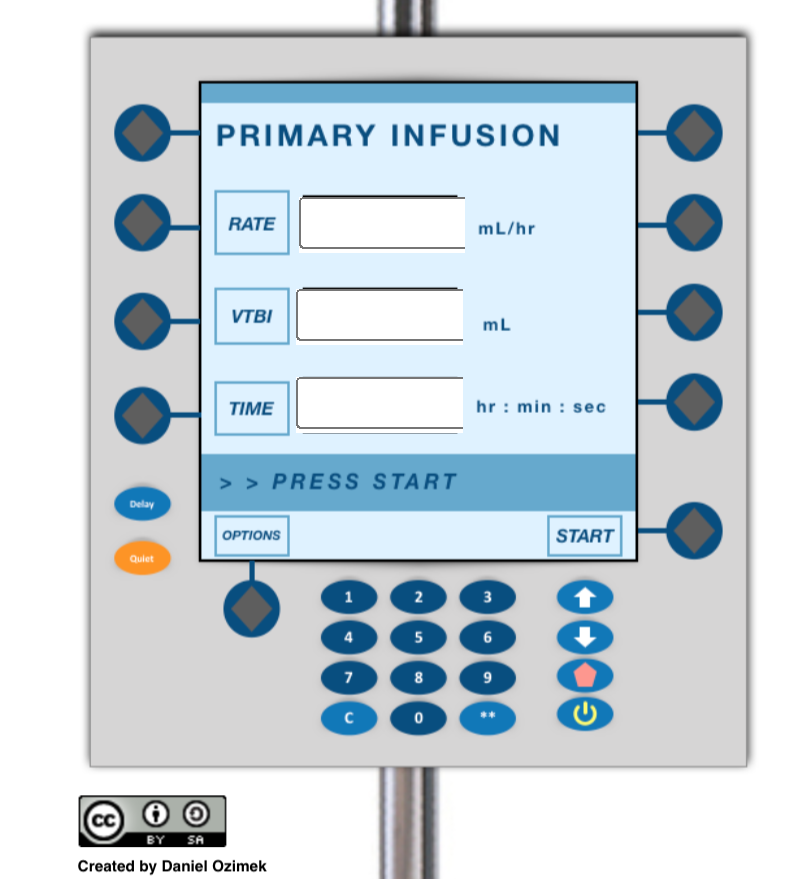 PRIMARY INFUSION
RATE mL/hr
VTBI mL
TIME hr : min : sec
> > PRESS START
Delay
OPTIONS START
Quiet
1 2 3
4 5 6
7 8 9
C 0 **
cc
BY SA
Created by Daniel Ozimek